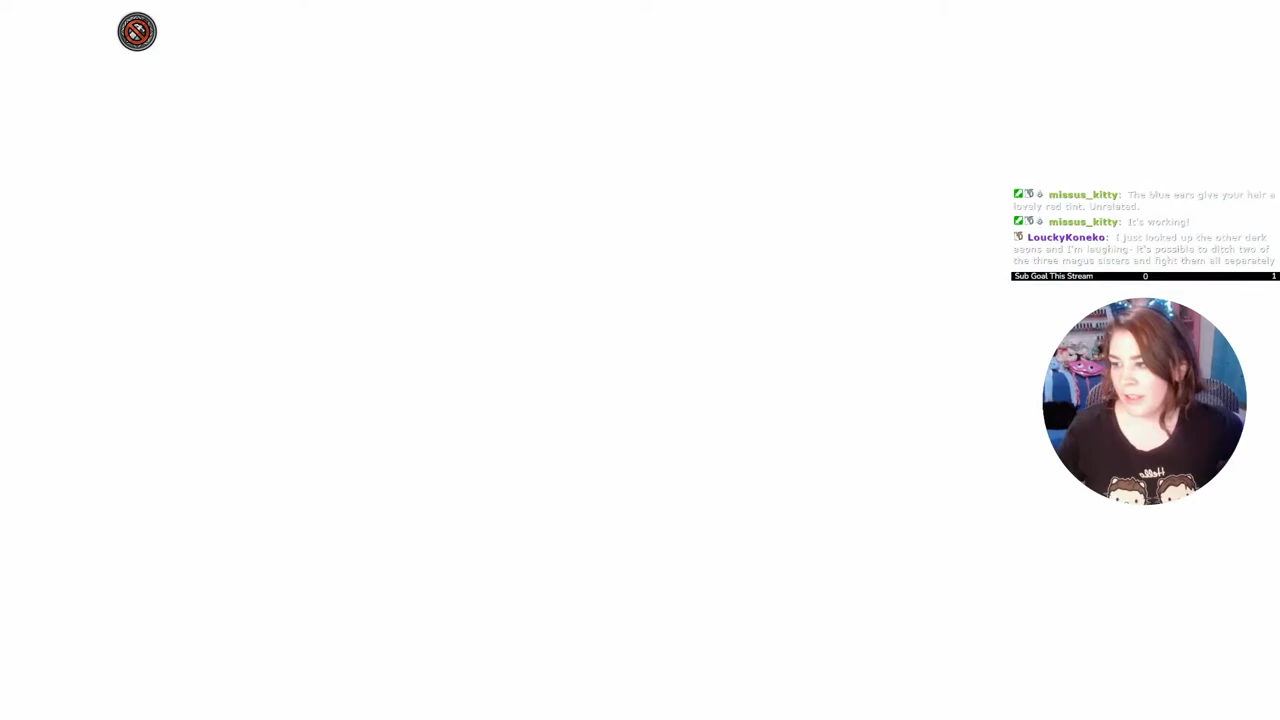 missus_kitty: The blue ears give your hair a
lovely red tint. Unrelated.
missus_kitty: It's working!
LouckyKoneko: I just looked up the other dark
aeons and I'm laughing- it's possible to ditch two of
the three magus sisters and fight them all separately
Sub Goal This Stream 0 1
Hello